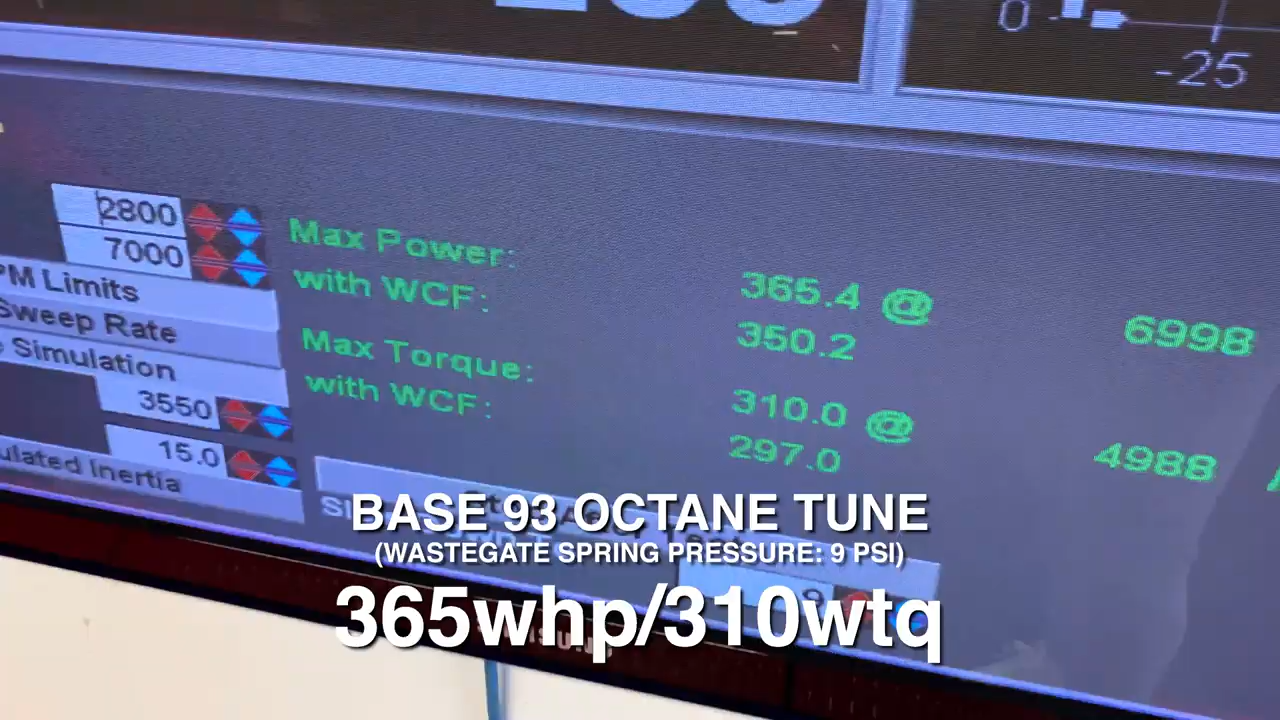 0
-25
2800
7000
PM Limits
Sweep Rate
Simulation
3550
15.0
ulated Inertia
Max Power:
365.4 @ 6998
with WCF:
350.2
Max Torque:
310.0 @ 4988
with WCF:
297.0
BASE 93 OCTANE TUNE
(WASTEGATE SPRING PRESSURE: 9 PSI)
365whp/310wtq